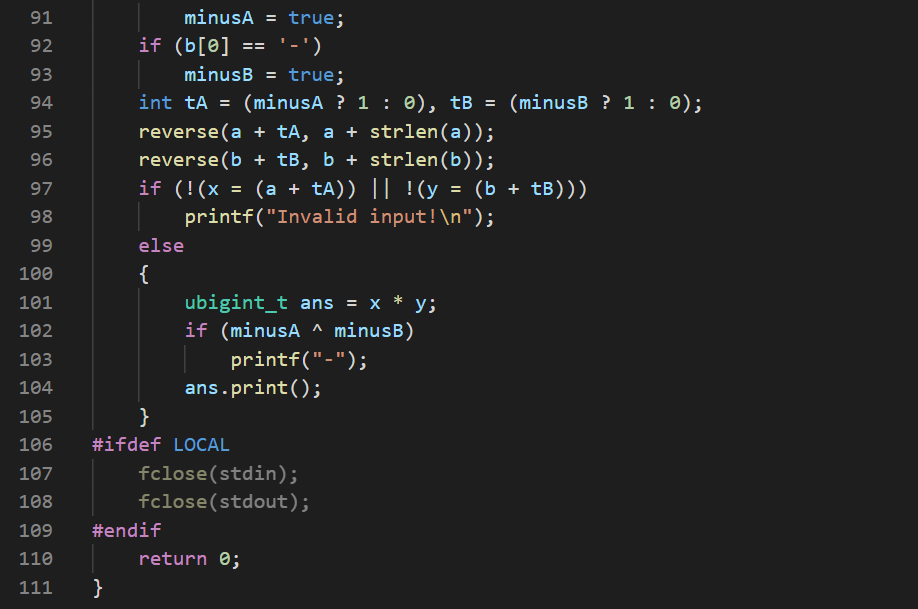 91 minusA = true;
92 if (b[0] == '-')
93 minusB = true;
94 int tA = (minusA ? 1 : 0), tB = (minusB ? 1 : 0);
95 reverse(a + tA, a + strlen(a));
96 reverse(b + tB, b + strlen(b));
97 if (!(x = (a + tA)) || !(y = (b + tB)))
98 printf("Invalid input!\n");
99 else
100 {
101 ubigint_t ans = x * y;
102 if (minusA ^ minusB)
103 printf("-");
104 ans.print();
105 }
106 #ifdef LOCAL
107 fclose(stdin);
108 fclose(stdout);
109 #endif
110 return 0;
111 }